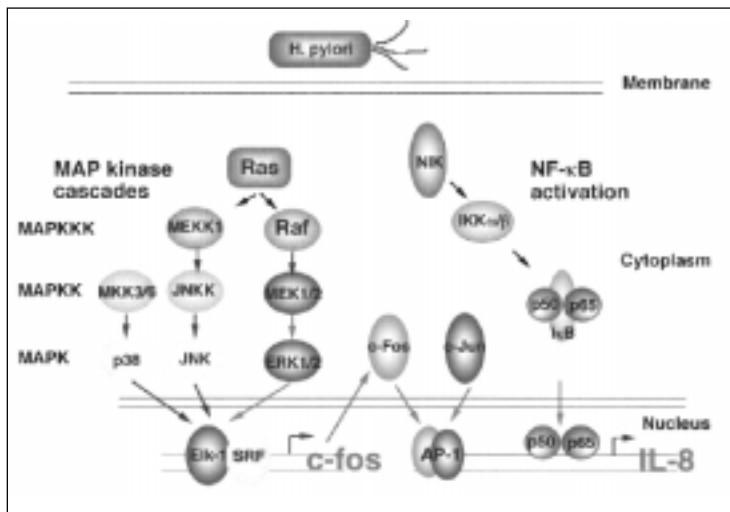 H. pylori
Membrane
MAP kinase
cascades
Ras
NIK
NF-κB
activation
MAPKKK
MEKK1
Raf
IKKα/β
Cytoplasm
MAPKK
MKK3/6
JNKK
MEK1/2
p50
p65
IκB
MAPK
p38
JNK
ERK1/2
c-Fos
c-Jun
Nucleus
Elk-1
SRF
c-fos
AP-1
p50
p65
IL-8